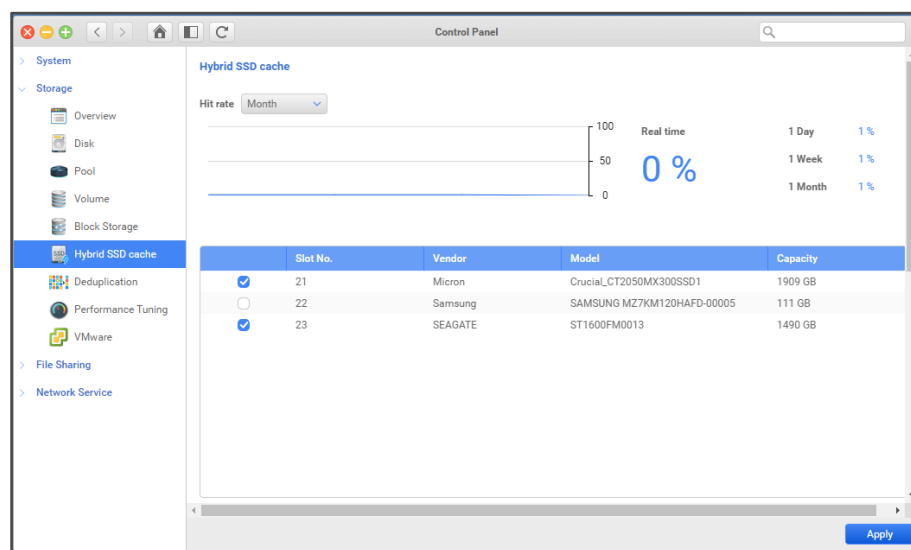 Control Panel
System
Storage
Overview
Disk
Pool
Volume
Block Storage
SSD
Hybrid SSD cache
Deduplication
Performance Tuning
VMware
File Sharing
Network Service
Hybrid SSD cache
Hit rate Month
100
50
0
Real time
0 %
1 Day 1 %
1 Week 1 %
1 Month 1 %
Slot No. Vendor Model Capacity
21 Micron Crucial_CT2050MX300SSD1 1909 GB
22 Samsung SAMSUNG MZ7KM120HAFD-00005 111 GB
23 SEAGATE ST1600FM0013 1490 GB
Apply